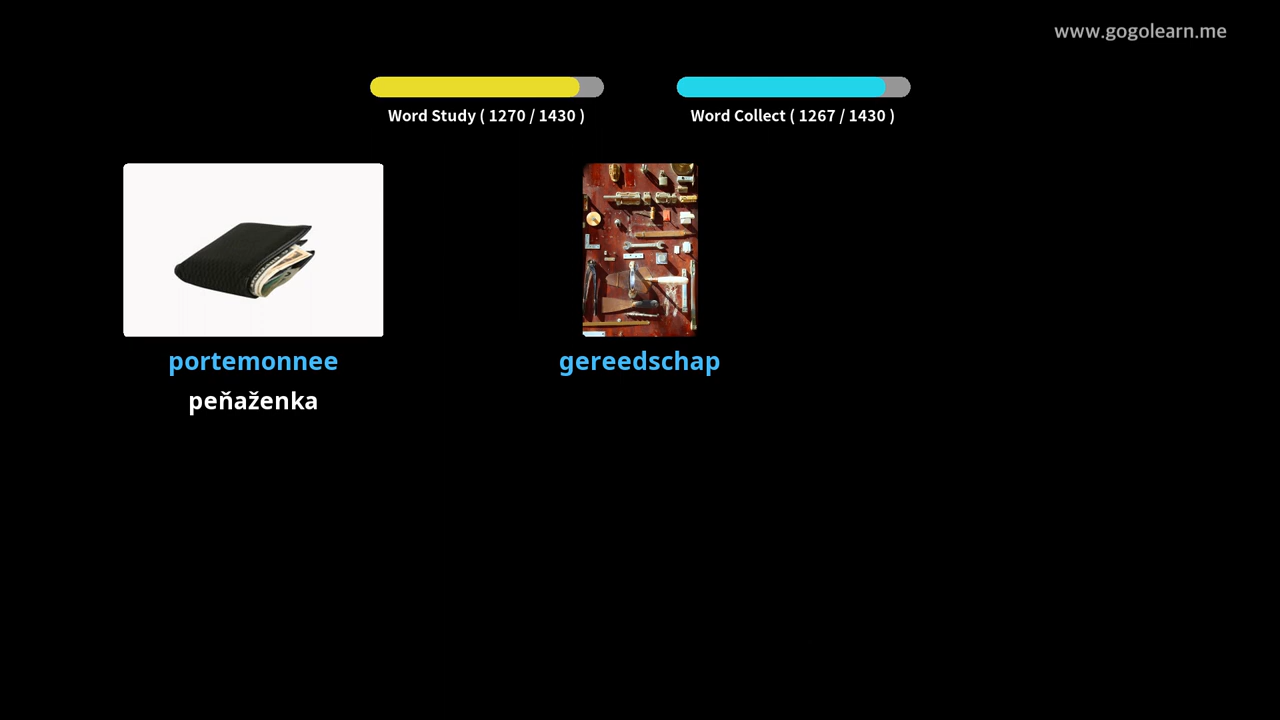 www.gogolearn.me
Word Study ( 1270 / 1430 )
Word Collect ( 1267 / 1430 )
portemonnee
gereedschap
peňaženka